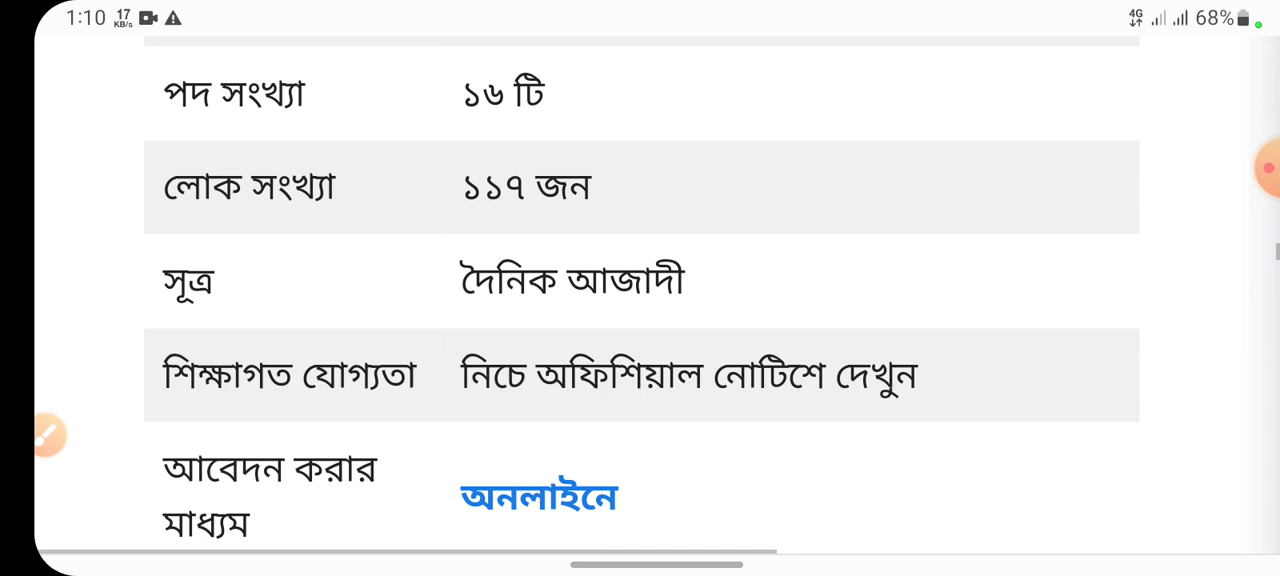 1:10 17 KB/s 4G 68%
পদ সংখ্যা ১৬ টি
লোক সংখ্যা ১১৭ জন
সূত্র দৈনিক আজাদী
শিক্ষাগত যোগ্যতা নিচে অফিশিয়াল নোটিশে দেখুন
আবেদন করার
মাধ্যম অনলাইনে